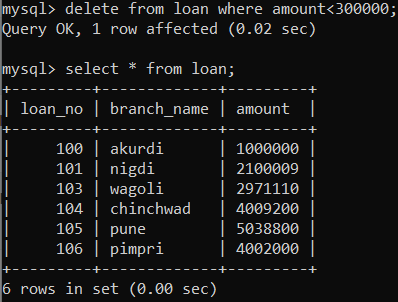 mysql> delete from loan where amount<300000;
Query OK, 1 row affected (0.02 sec)
mysql> select * from loan;
+---------+-------------+---------+
| loan_no | branch_name | amount  |
+---------+-------------+---------+
|     100 | akurdi      | 1000000 |
|     101 | nigdi       | 2100009 |
|     103 | wagoli      | 2971110 |
|     104 | chinchwad   | 4009200 |
|     105 | pune        | 5038800 |
|     106 | pimpri      | 4002000 |
+---------+-------------+---------+
6 rows in set (0.00 sec)